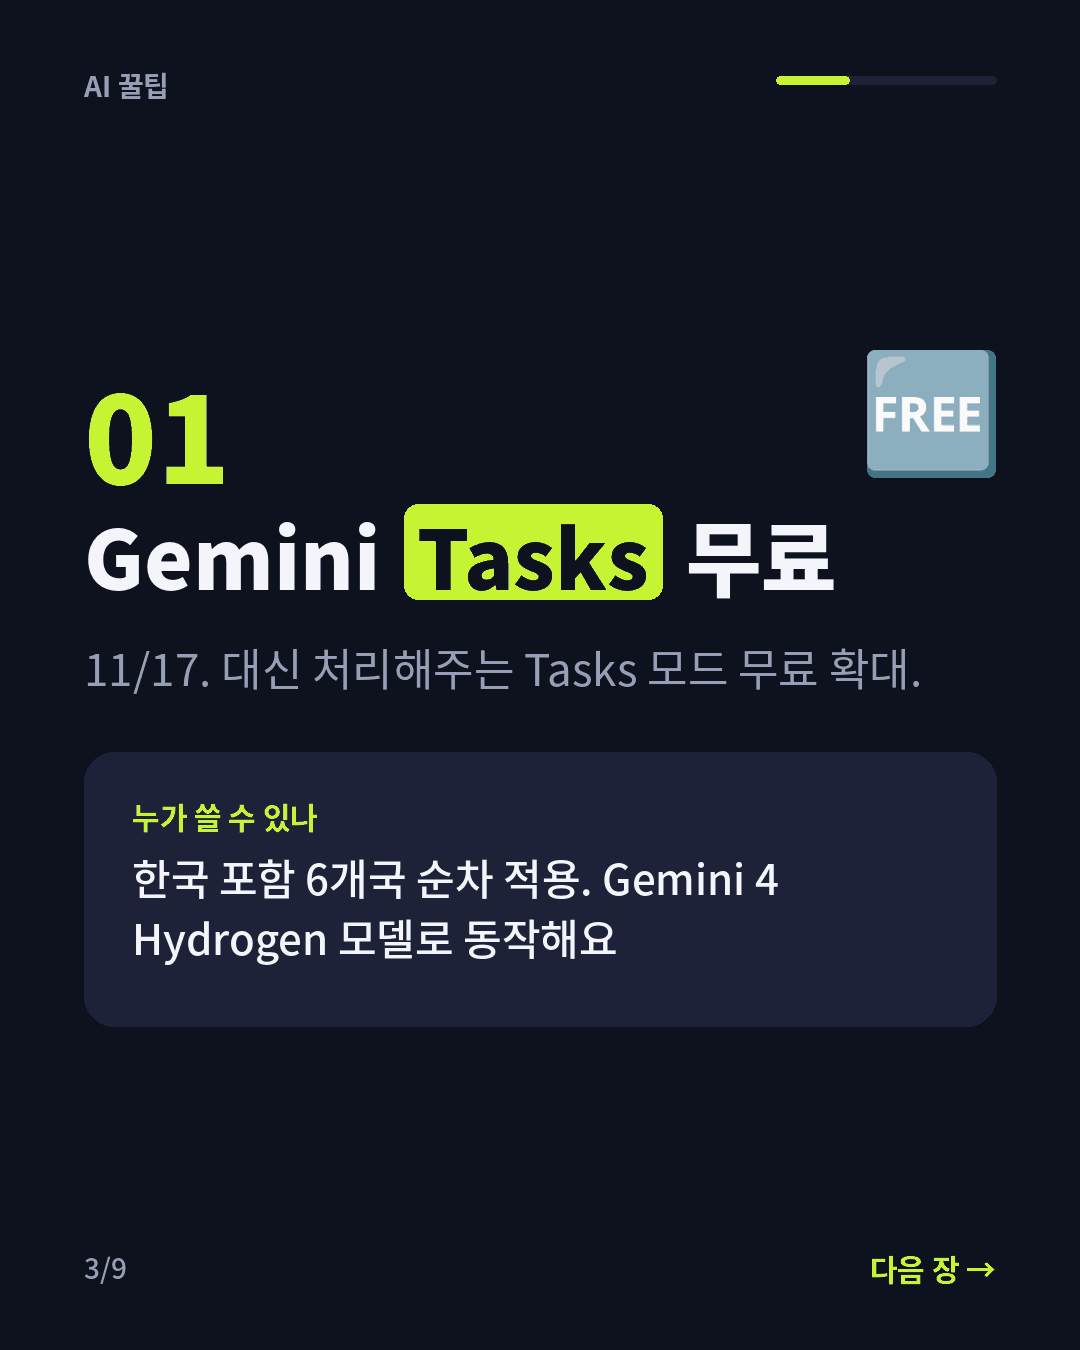 AI 꿀팁
FREE
01
Gemini Tasks 무료
11/17. 대신 처리해주는 Tasks 모드 무료 확대.
누가 쓸 수 있나
한국 포함 6개국 순차 적용. Gemini 4
Hydrogen 모델로 동작해요
3/9
다음 장 →